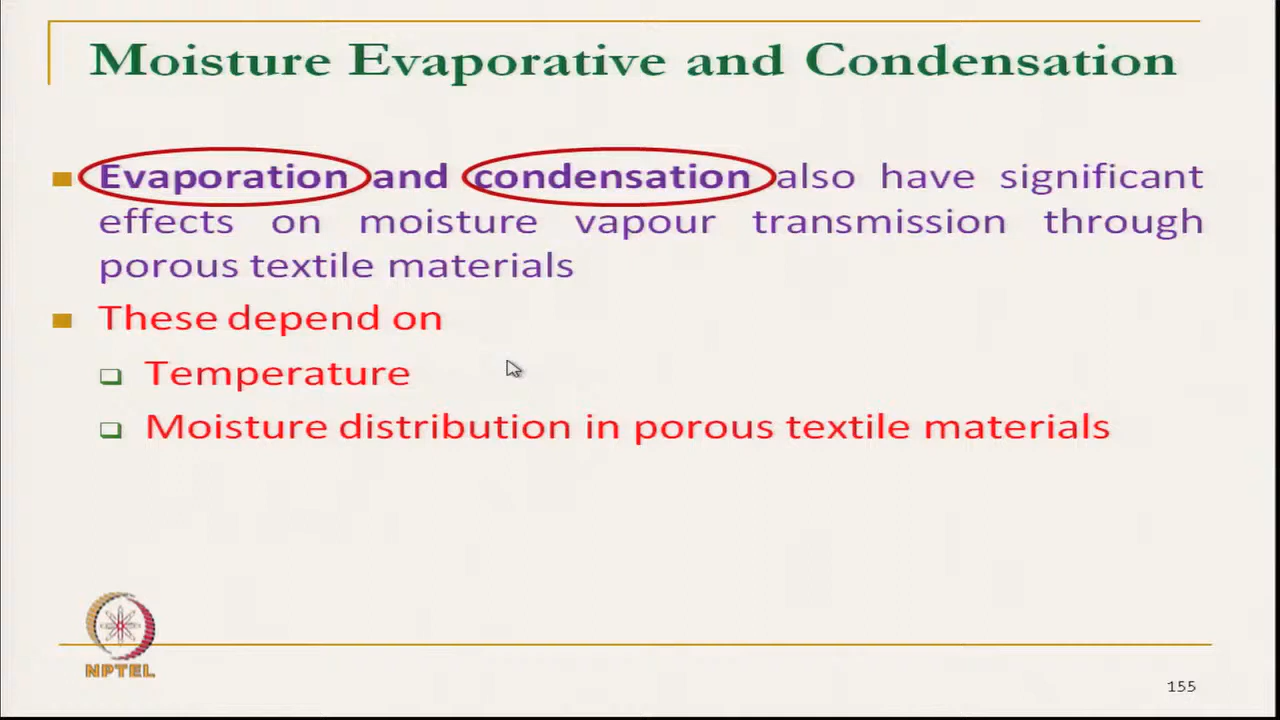 Moisture Evaporative and Condensation
Evaporation and condensation also have significant
effects on moisture vapour transmission through
porous textile materials
These depend on
Temperature
Moisture distribution in porous textile materials
NPTEL
155